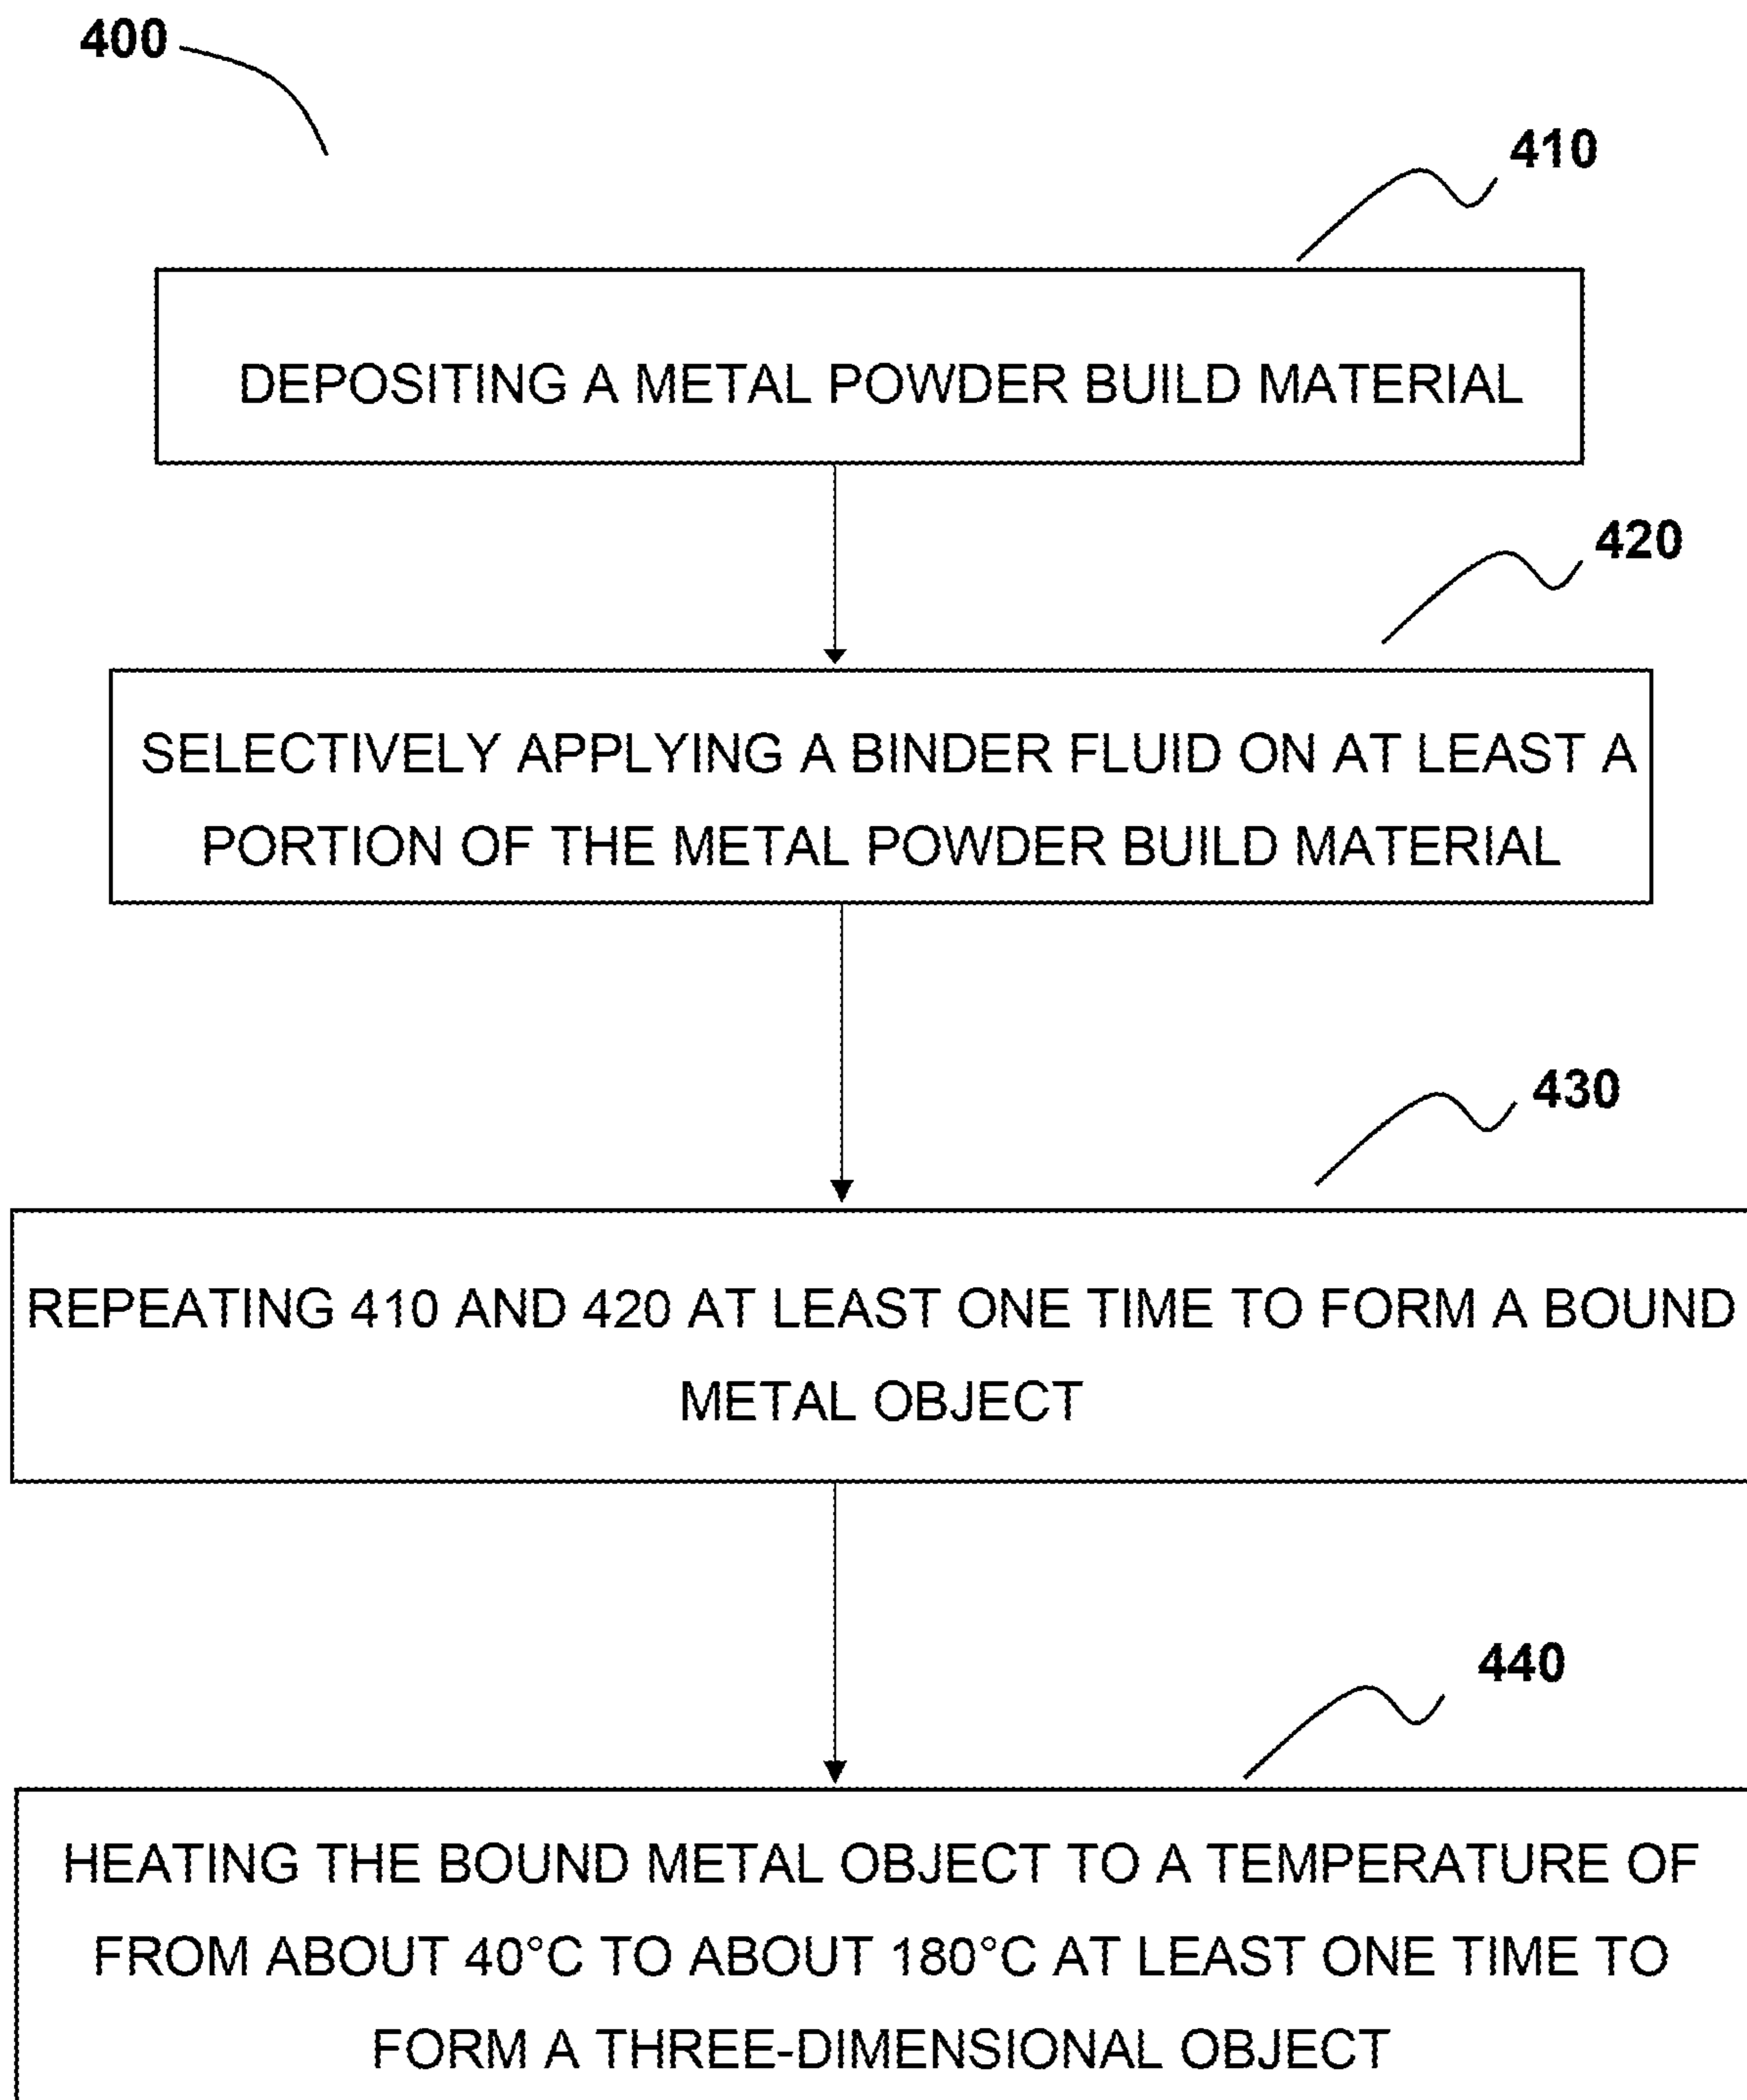 400
410
DEPOSITING A METAL POWDER BUILD MATERIAL
420
SELECTIVELY APPLYING A BINDER FLUID ON AT LEAST A
PORTION OF THE METAL POWDER BUILD MATERIAL
430
REPEATING 410 AND 420 AT LEAST ONE TIME TO FORM A BOUND
METAL OBJECT
440
HEATING THE BOUND METAL OBJECT TO A TEMPERATURE OF
FROM ABOUT 40°C TO ABOUT 180°C AT LEAST ONE TIME TO
FORM A THREE-DIMENSIONAL OBJECT